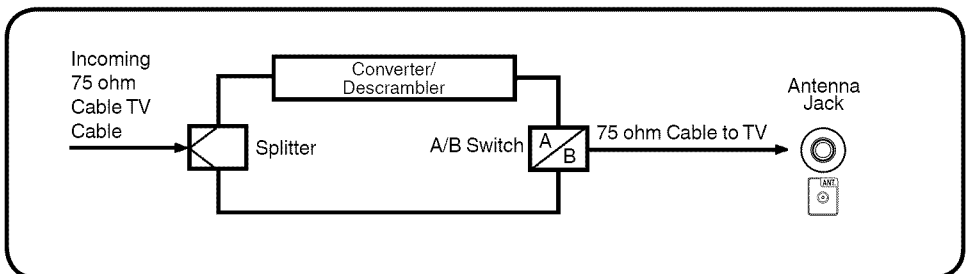 Incoming
75 ohm
Cable TV
Cable
Splitter
Converter/
Descrambler
A/B Switch
A
B
75 ohm Cable to TV
Antenna
Jack
ANT.